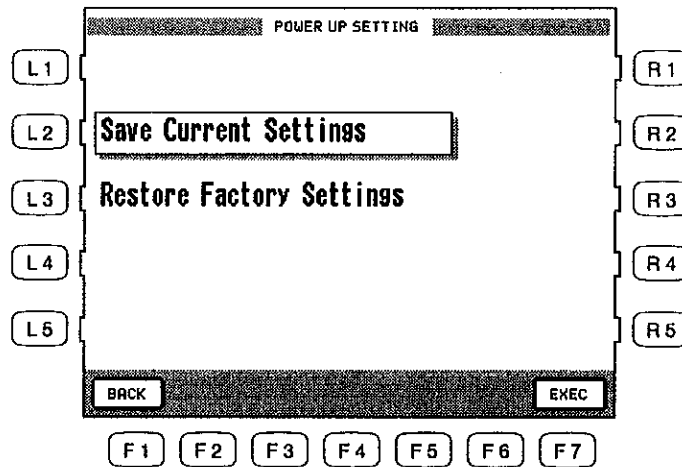 POWER UP SETTING
L1 R1
L2 Save Current Settings R2
L3 Restore Factory Settings R3
L4 R4
L5 R5
BACK EXEC
F1 F2 F3 F4 F5 F6 F7